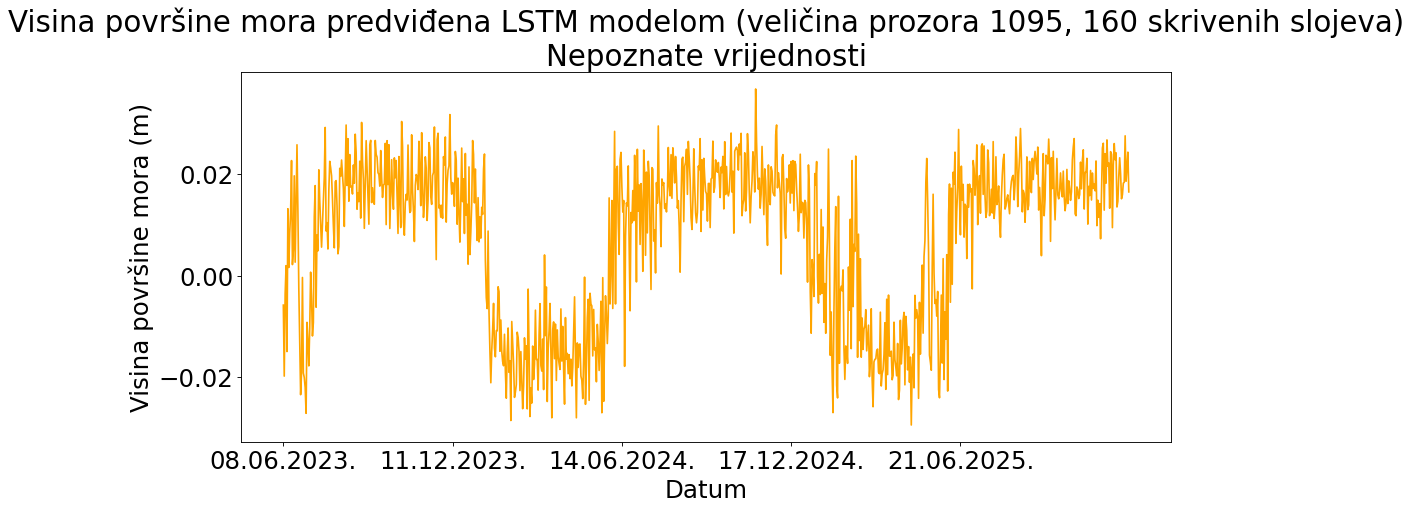 Visina površine mora predviđena LSTM modelom (veličina prozora 1095, 160 skrivenih slojeva)
Nepoznate vrijednosti
Visina površine mora (m)
0.02
0.00
−0.02
08.06.2023. 11.12.2023. 14.06.2024. 17.12.2024. 21.06.2025.
Datum